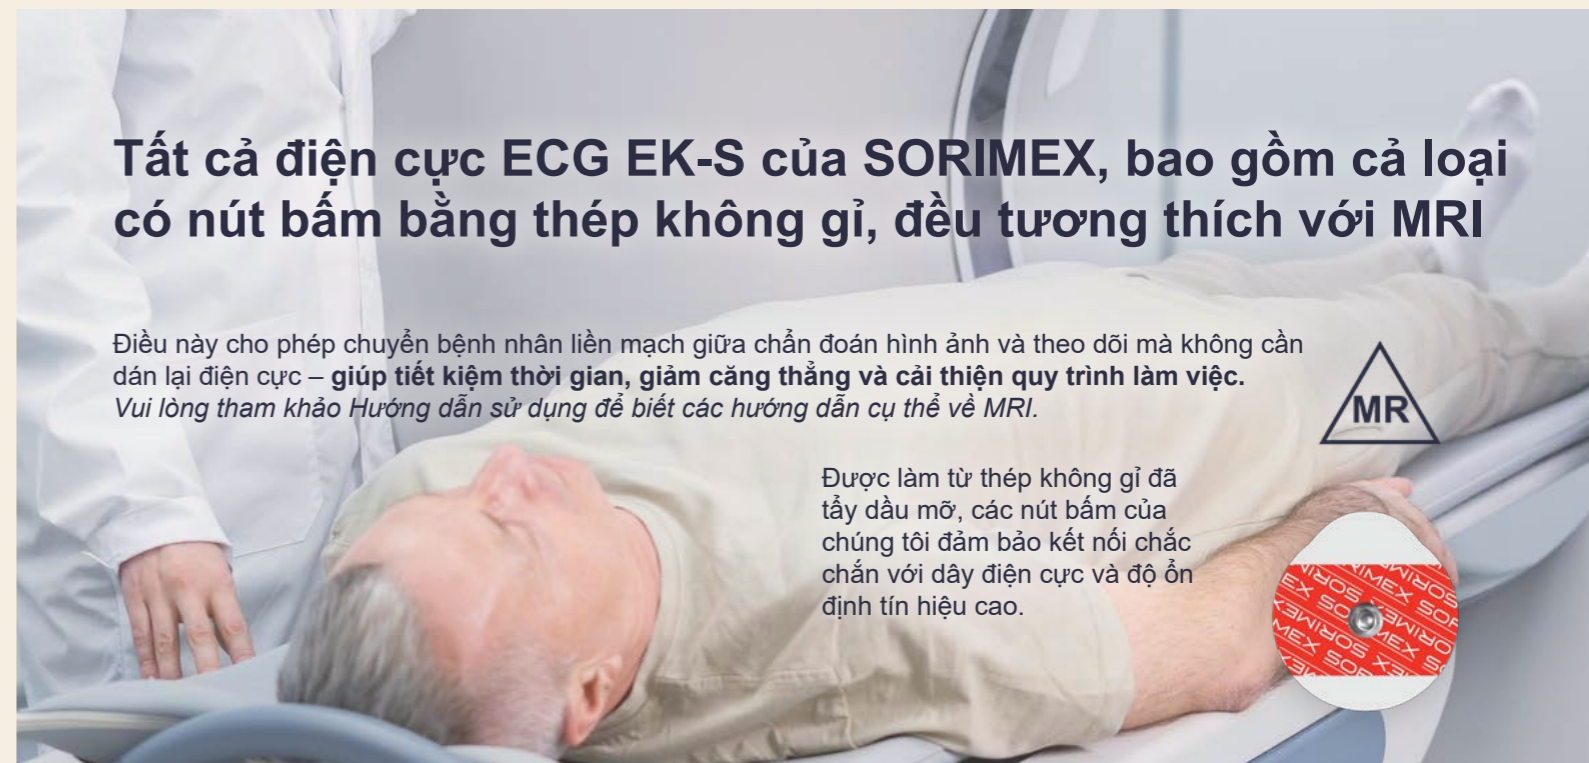 Tất cả điện cực ECG EK-S của SORIMEX, bao gồm cả loại
có nút bấm bằng thép không gỉ, đều tương thích với MRI
Điều này cho phép chuyển bệnh nhân liền mạch giữa chẩn đoán hình ảnh và theo dõi mà không cần
dán lại điện cực – giúp tiết kiệm thời gian, giảm căng thẳng và cải thiện quy trình làm việc.
Vui lòng tham khảo Hướng dẫn sử dụng để biết các hướng dẫn cụ thể về MRI.
MR
Được làm từ thép không gỉ đã
tẩy dầu mỡ, các nút bấm của
chúng tôi đảm bảo kết nối chắc
chắn với dây điện cực và độ ổn
định tín hiệu cao.
SORIMEX